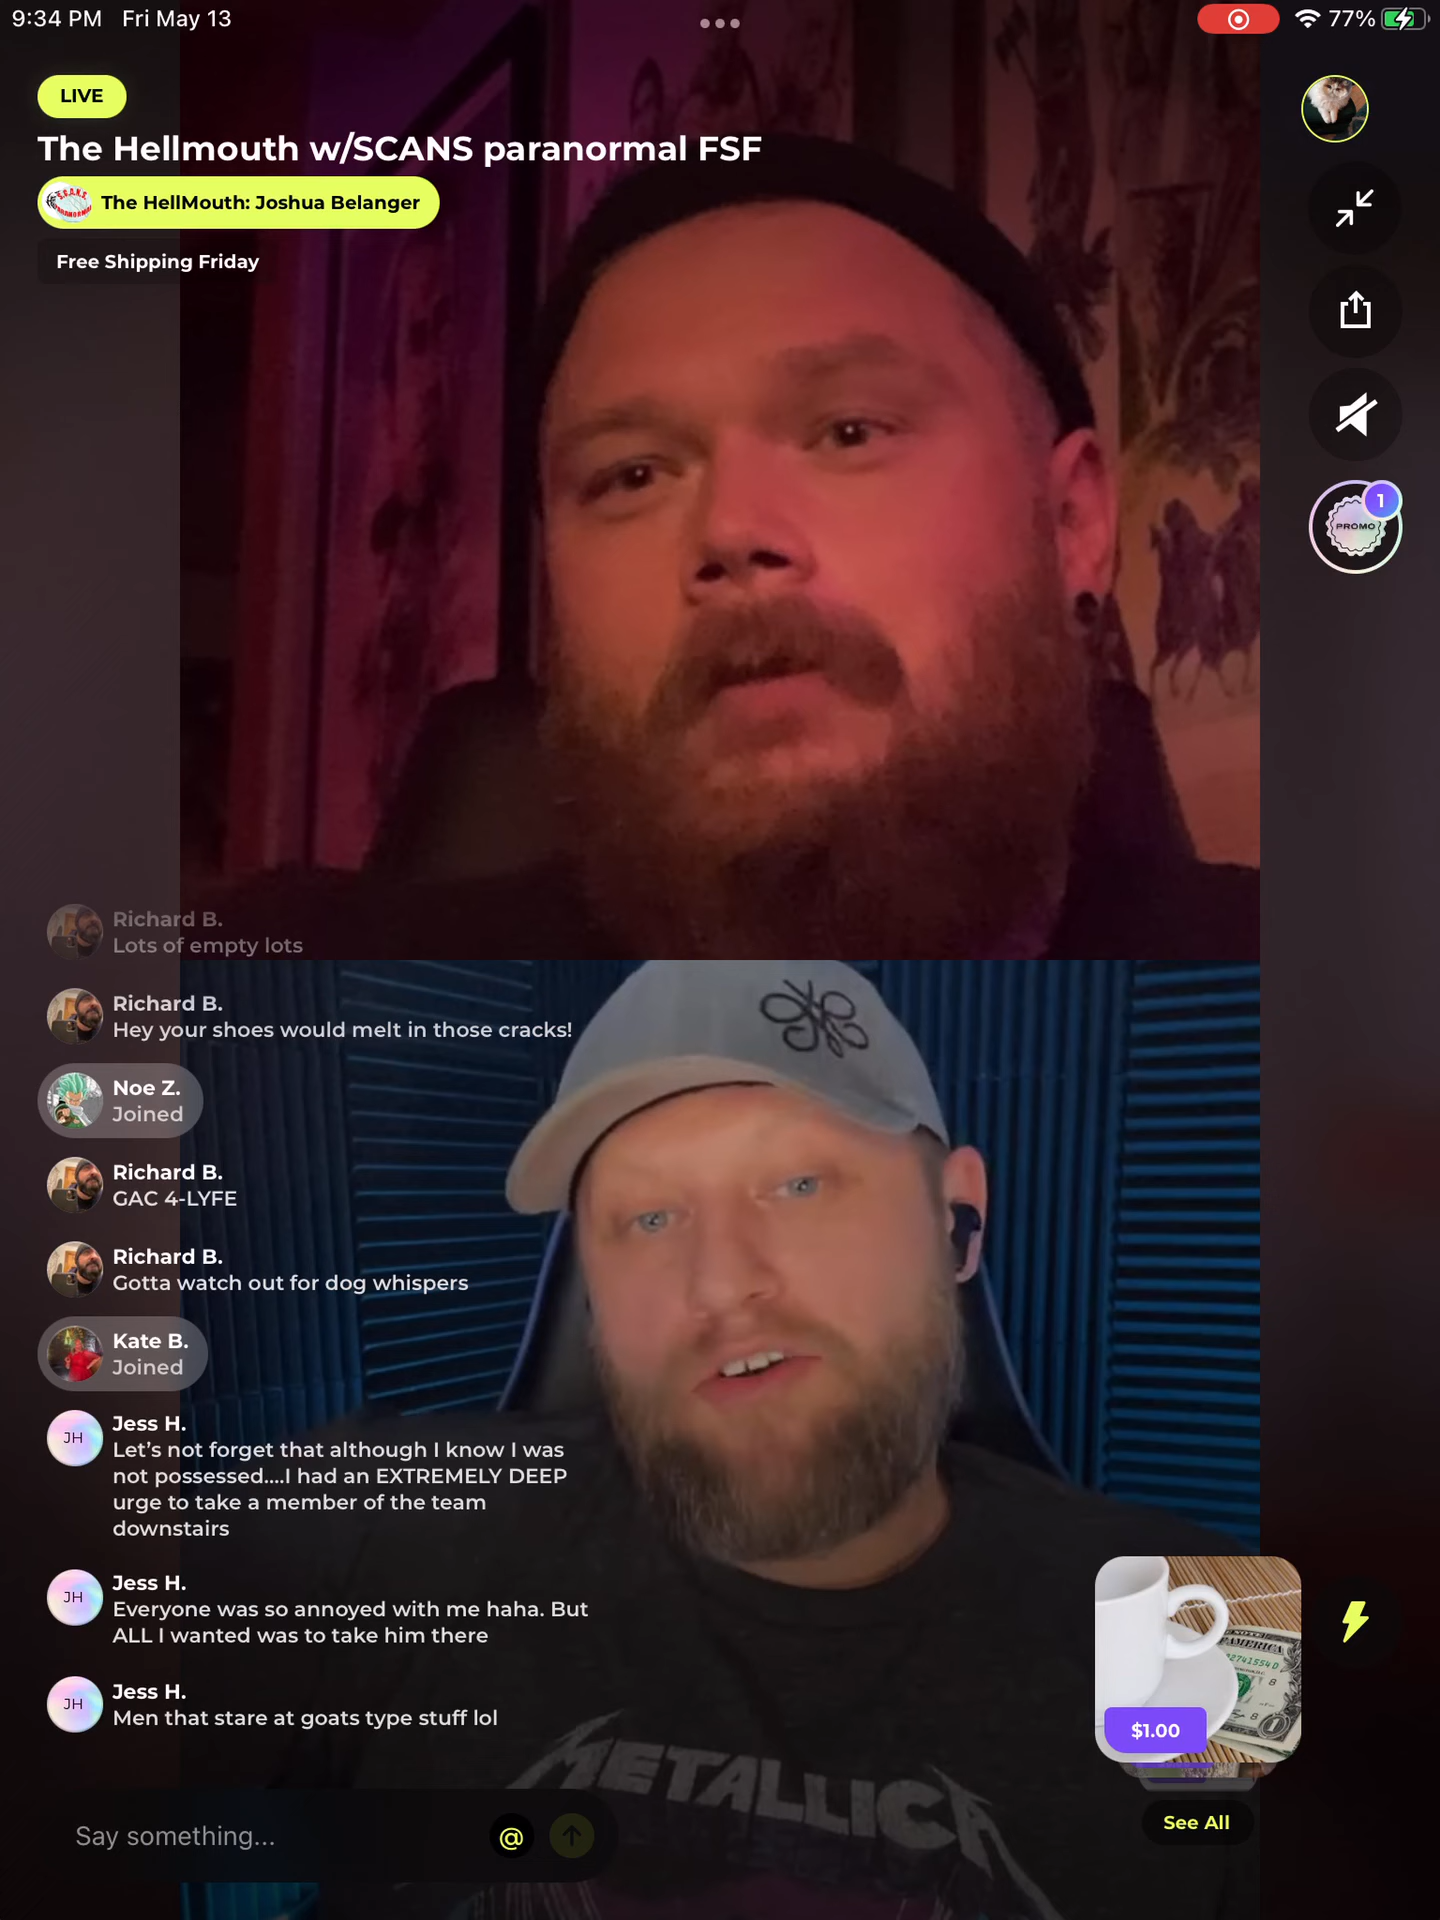 9:34 PM Fri May 13
77%
LIVE
The Hellmouth w/SCANS paranormal FSF
The HellMouth: Joshua Belanger
Free Shipping Friday
1
PROMO
Richard B.
Lots of empty lots
Richard B.
Hey your shoes would melt in those cracks!
Noe Z.
Joined
Richard B.
GAC 4-LYFE
Richard B.
Gotta watch out for dog whispers
Kate B.
Joined
JH
Jess H.
Let’s not forget that although I know I was
not possessed....I had an EXTREMELY DEEP
urge to take a member of the team
downstairs
JH
Jess H.
Everyone was so annoyed with me haha. But
ALL I wanted was to take him there
JH
Jess H.
Men that stare at goats type stuff lol
METALLICA
AMERICA
$1.00
See All
Say something...
@